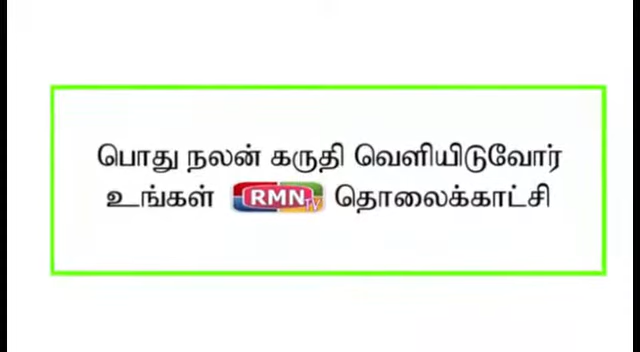 பொது நலன் கருதி வெளியிடுவோர்
உங்கள் RMN TV தொலைக்காட்சி